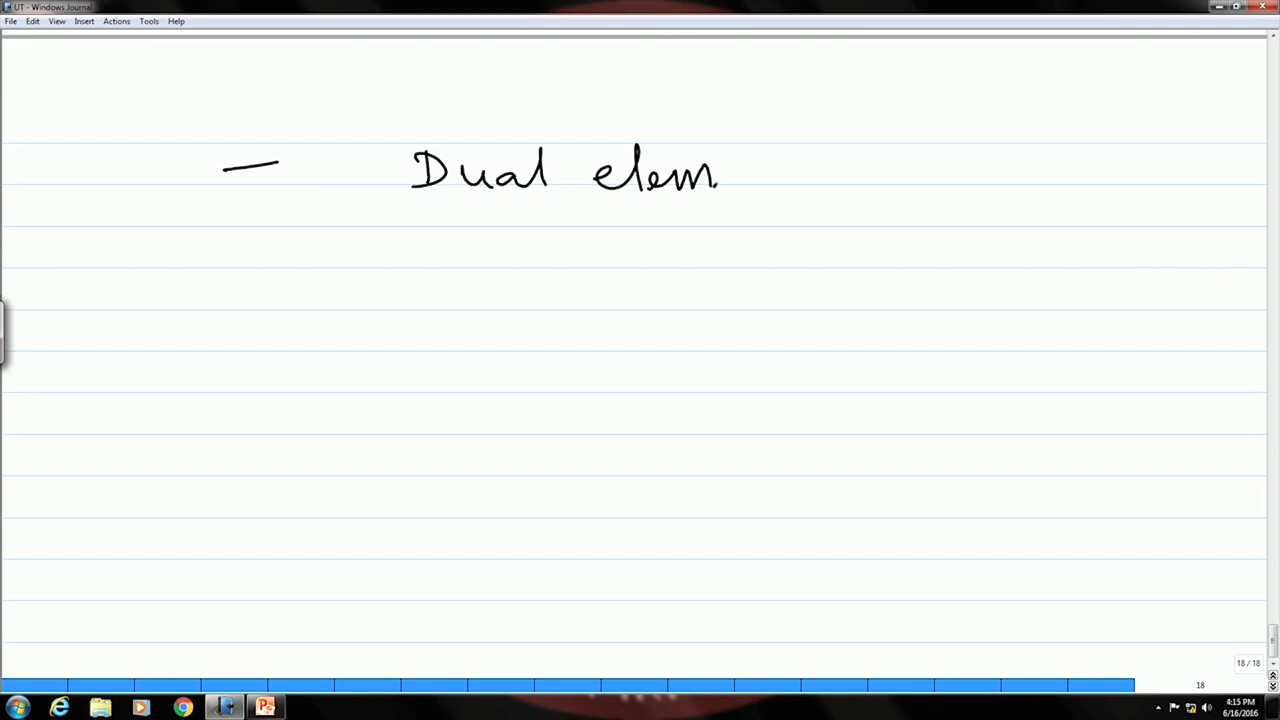 UT - Windows Journal
File Edit View Insert Actions Tools Help
— Dual elem
18 / 18
18
4:15 PM
6/16/2016